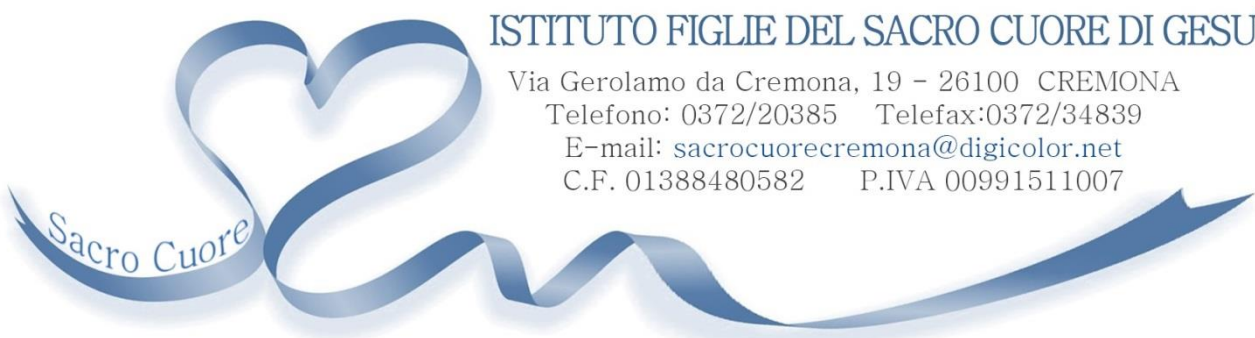 ISTITUTO FIGLIE DEL SACRO CUORE DI GESU
Via Gerolamo da Cremona, 19 - 26100 CREMONA
Telefono: 0372/20385 Telefax:0372/34839
E-mail: sacrocuorecremona@digicolor.net
C.F. 01388480582 P.IVA 00991511007
Sacro Cuore